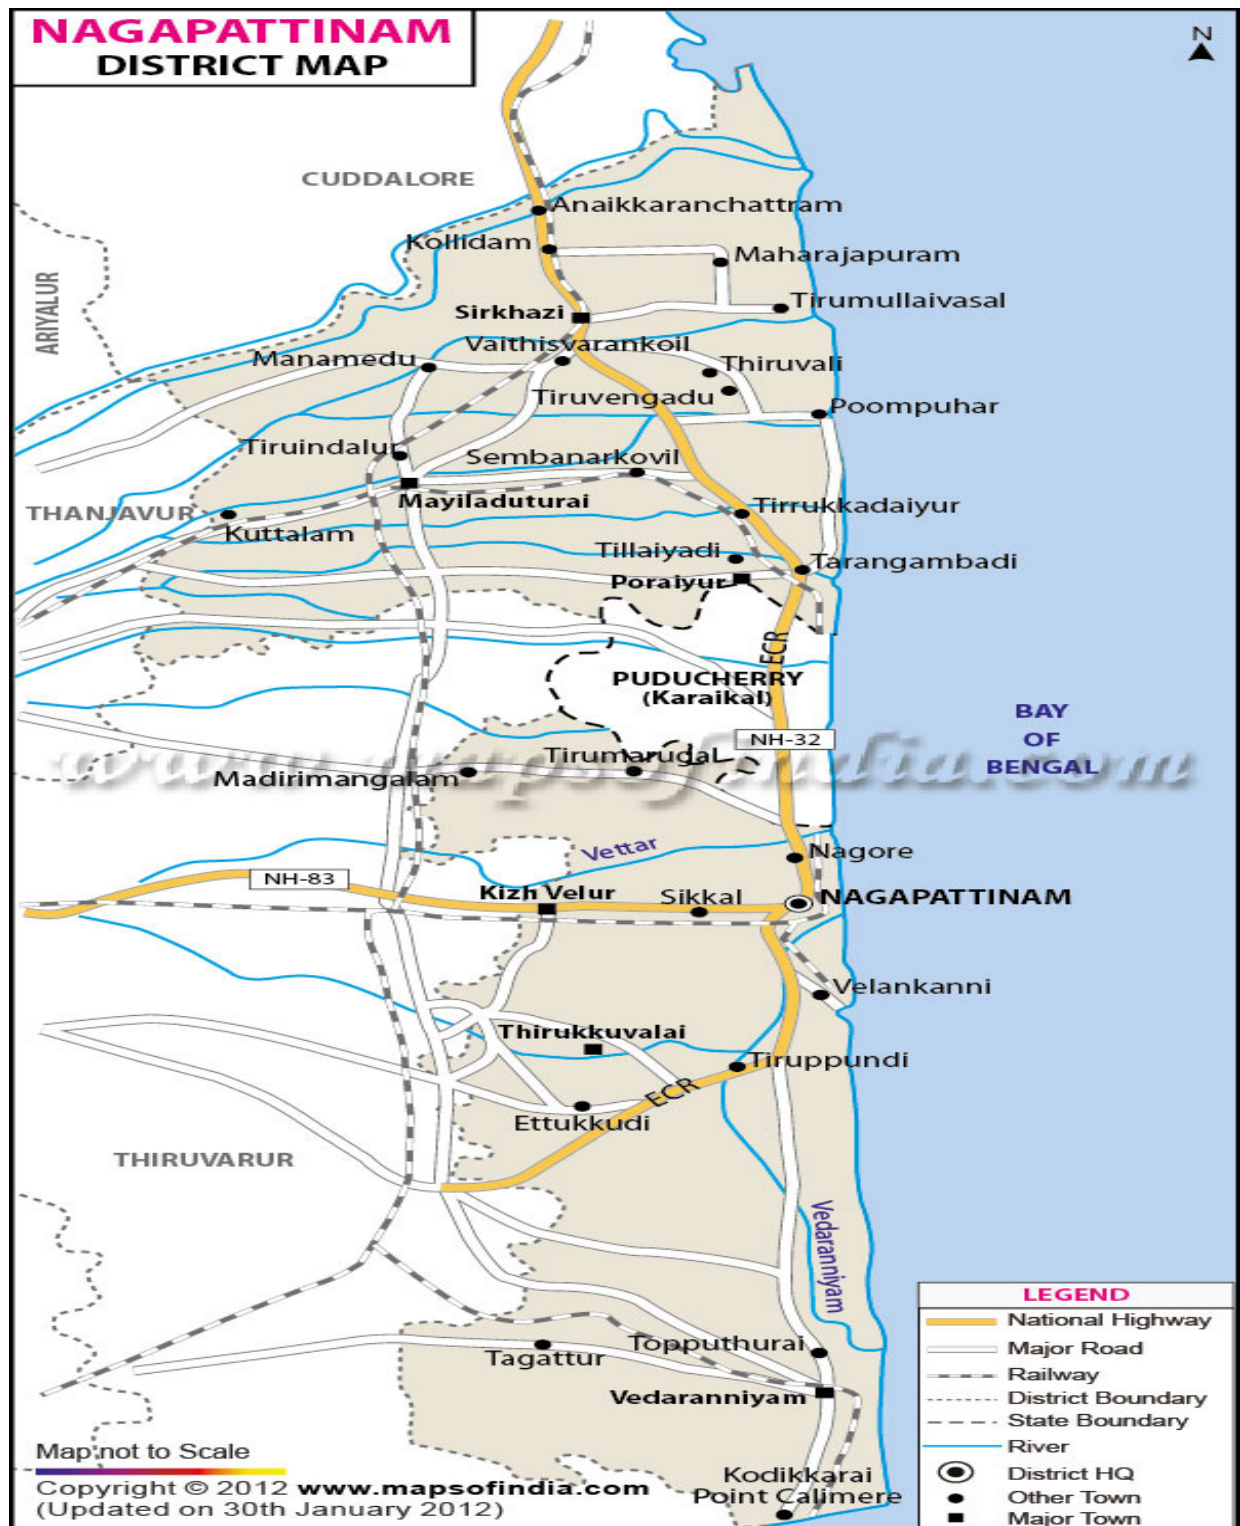 NAGAPATTINAM
DISTRICT MAP
N
CUDDALORE
Anaikkaranchattram
Kollidam
Maharajapuram
ARIYALUR
Tirumullaivasal
Sirkhazi
Vaithisvarankoil
Manamedu
Thiruvali
Tiruvengadu
Poompuhar
Tiruindalur
Sembanarkovil
Mayiladuturai
Tirrukkadaiyur
THANJAVUR
Kuttalam
Tillaiyadi
Tarangambadi
Poraiyur
ECR
PUDUCHERRY
(Karaikal)
BAY
OF
BENGAL
NH-32
Tirumarugal
www.mapsofindia.com
Madirimangalam
Vettar
Nagore
NH-83
Kizh Velur
Sikkal
NAGAPATTINAM
Velankanni
Thirukkuvalai
Tiruppundi
ECR
Ettukkudi
THIRUVARUR
Vedaranniyam
Topputhurai
Tagattur
Vedaranniyam
Kodikkarai
Point Calimere
LEGEND
National Highway
Major Road
Railway
District Boundary
State Boundary
River
District HQ
Other Town
Major Town
Map not to Scale
Copyright © 2012 www.mapsofindia.com
(Updated on 30th January 2012)